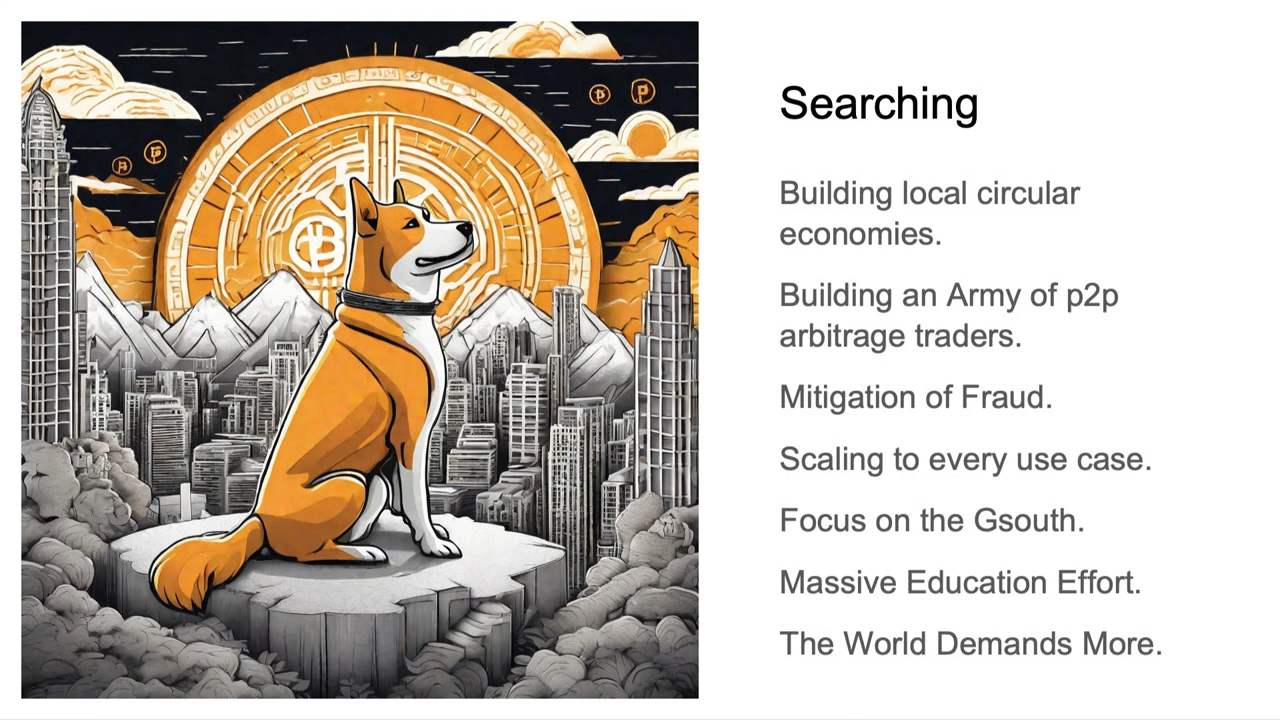 Searching
Building local circular
economies.
Building an Army of p2p
arbitrage traders.
Mitigation of Fraud.
Scaling to every use case.
Focus on the Gsouth.
Massive Education Effort.
The World Demands More.